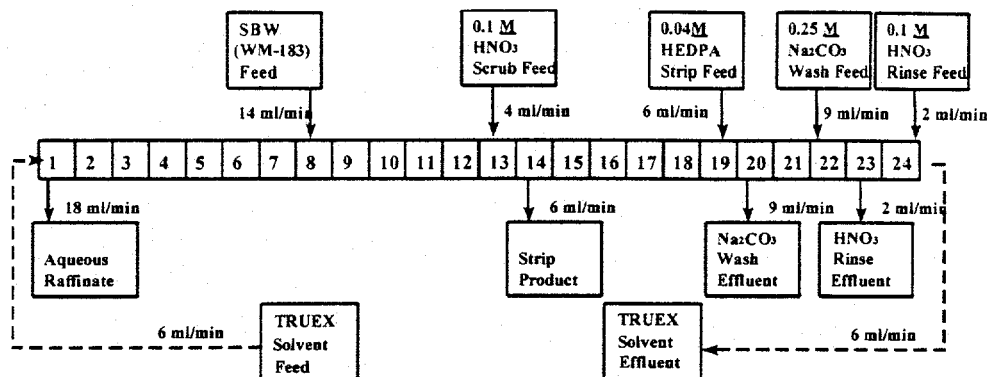 SBW
(WM-183)
Feed
0.1 M
HNO₃
Scrub Feed
0.04M
HEDPA
Strip Feed
0.25 M
Na₂CO₃
Wash Feed
0.1 M
HNO₃
Rinse Feed
14 ml/min
4 ml/min
6 ml/min
9 ml/min
2 ml/min
1 2 3 4 5 6 7 8 9 10 11 12 13 14 15 16 17 18 19 20 21 22 23 24
18 ml/min
6 ml/min
9 ml/min
2 ml/min
Aqueous
Raffinate
Strip
Product
Na₂CO₃
Wash
Effluent
HNO₃
Rinse
Effluent
6 ml/min
TRUEX
Solvent
Feed
TRUEX
Solvent
Effluent
6 ml/min